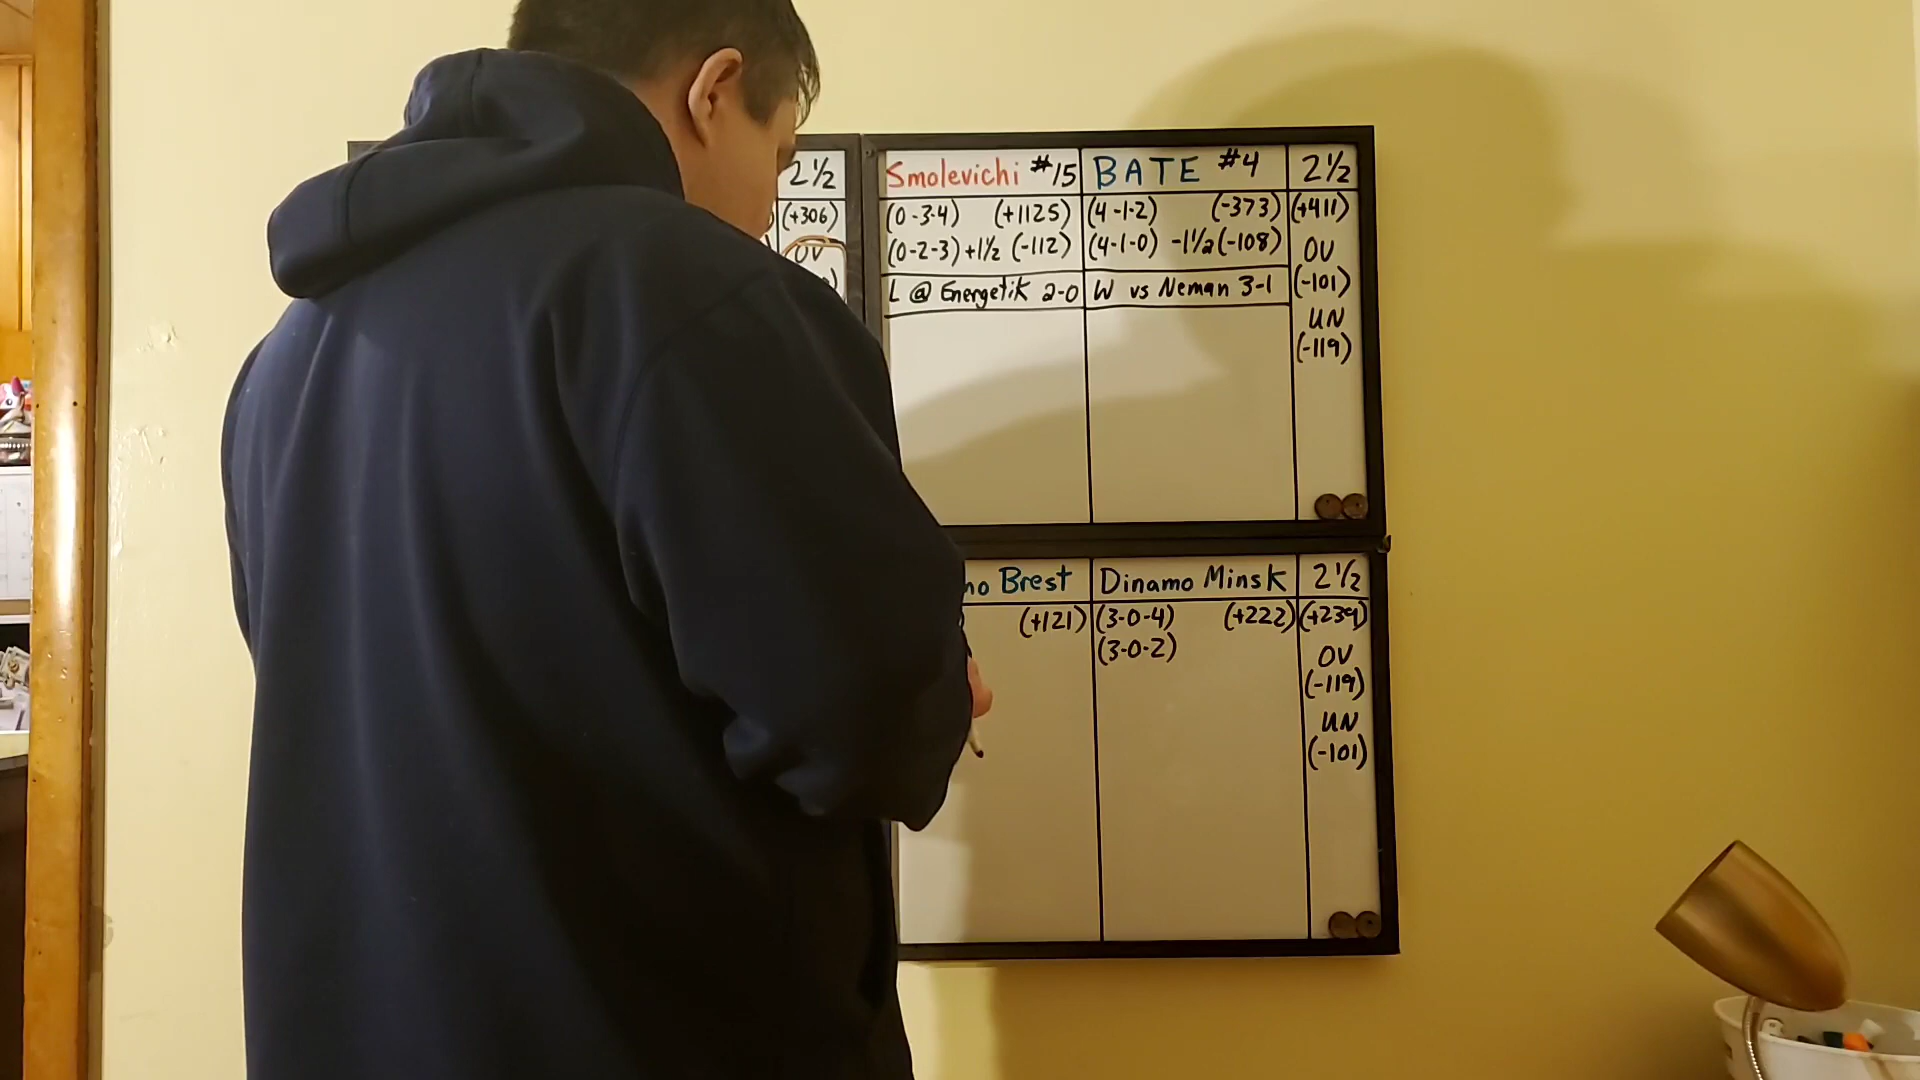 2½
(+306)
OV
Smolevichi #15
(0-3-4) (+1125)
(0-2-3) +1½ (-112)
L @ Energetik 2-0
BATE #4
(4-1-2) (-373)
(4-1-0) -1½ (-108)
W vs Neman 3-1
2½
(+411)
OV
(-101)
UN
(-119)
Brest
(+121)
Dinamo Minsk
(3-0-4) (+222)
(3-0-2)
2½
(+239)
OV
(-119)
UN
(-101)